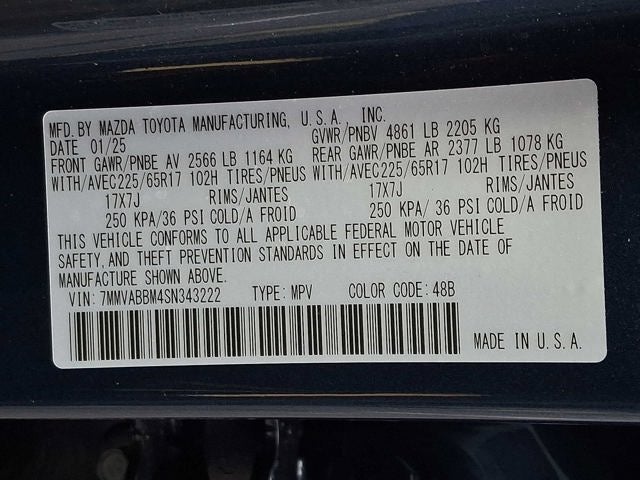 MFD. BY MAZDA TOYOTA MANUFACTURING, U.S.A. INC.
DATE 01/25 GVWR/PNBV 4861 LB 2205 KG
FRONT GAWR/PNBE AV 2566 LB 1164 KG REAR GAWR/PNBE AR 2377 LB 1078 KG
WITH/AVEC225/65R17 102H TIRES/PNEUS WITH/AVEC225/65R17 102H TIRES/PNEUS
17X7J RIMS/JANTES 17X7J RIMS/JANTES
250 KPA/36 PSI COLD/A FROID 250 KPA/36 PSI COLD/A FROID
THIS VEHICLE CONFORMS TO ALL APPLICABLE FEDERAL MOTOR VEHICLE
SAFETY, AND THEFT PREVENTION STANDARDS IN EFFECT ON THE DATE OF
MANUFACTURE SHOWN ABOVE.
VIN: 7MMVABBM4SN343222 TYPE: MPV COLOR CODE: 48B
MADE IN U.S.A.